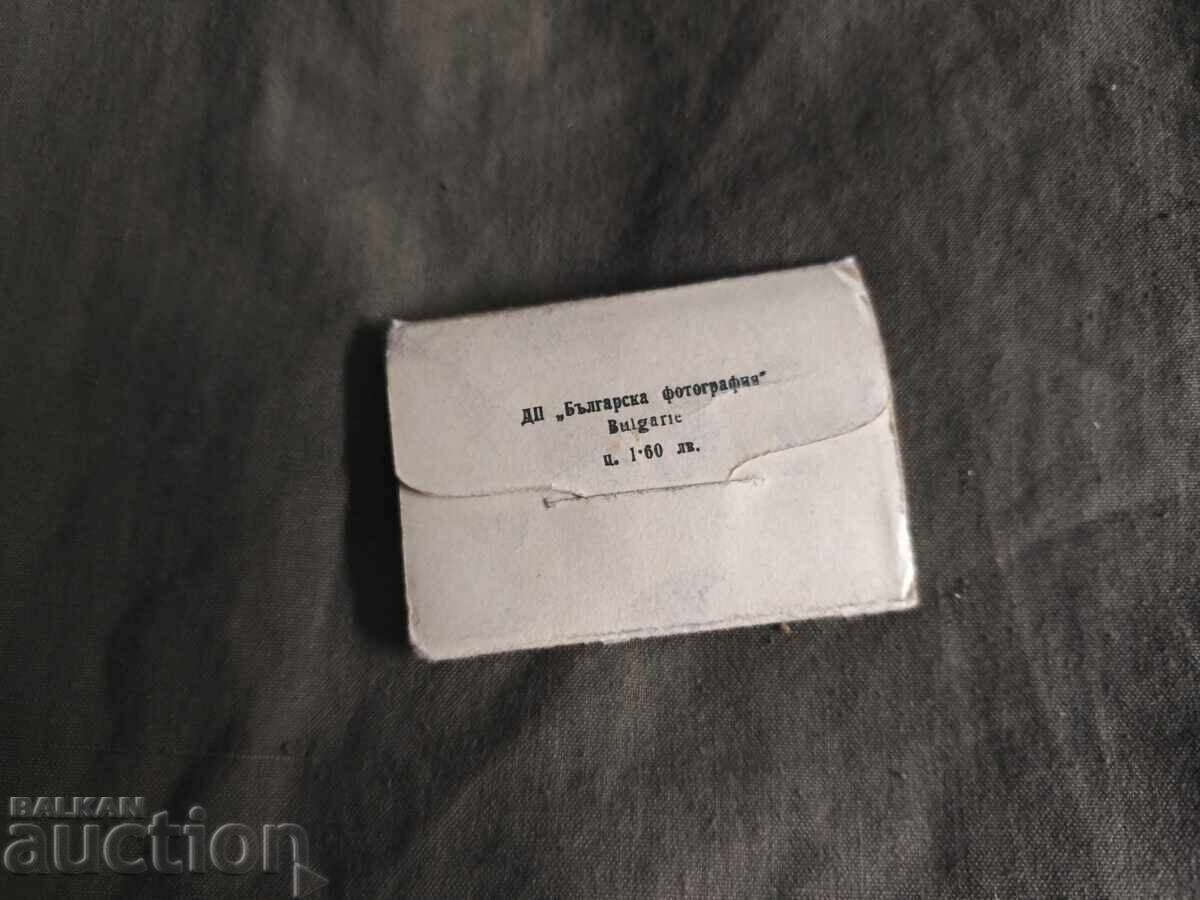 ДП „Българска фотография"
Bulgarie
ц. 1·60 лв.
BALKAN
auction